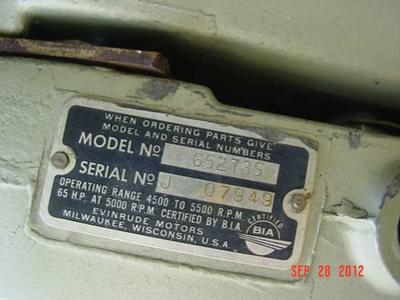 WHEN ORDERING PARTS GIVE
MODEL AND SERIAL NUMBERS
MODEL No 65273S
SERIAL No J 07949
OPERATING RANGE 4500 TO 5500 R.P.M.
65 H.P. AT 5000 R.P.M. CERTIFIED BY B.I.A.
EVINRUDE MOTORS
MILWAUKEE, WISCONSIN, U.S.A.
CERTIFIED
BIA
SEP 28 2012